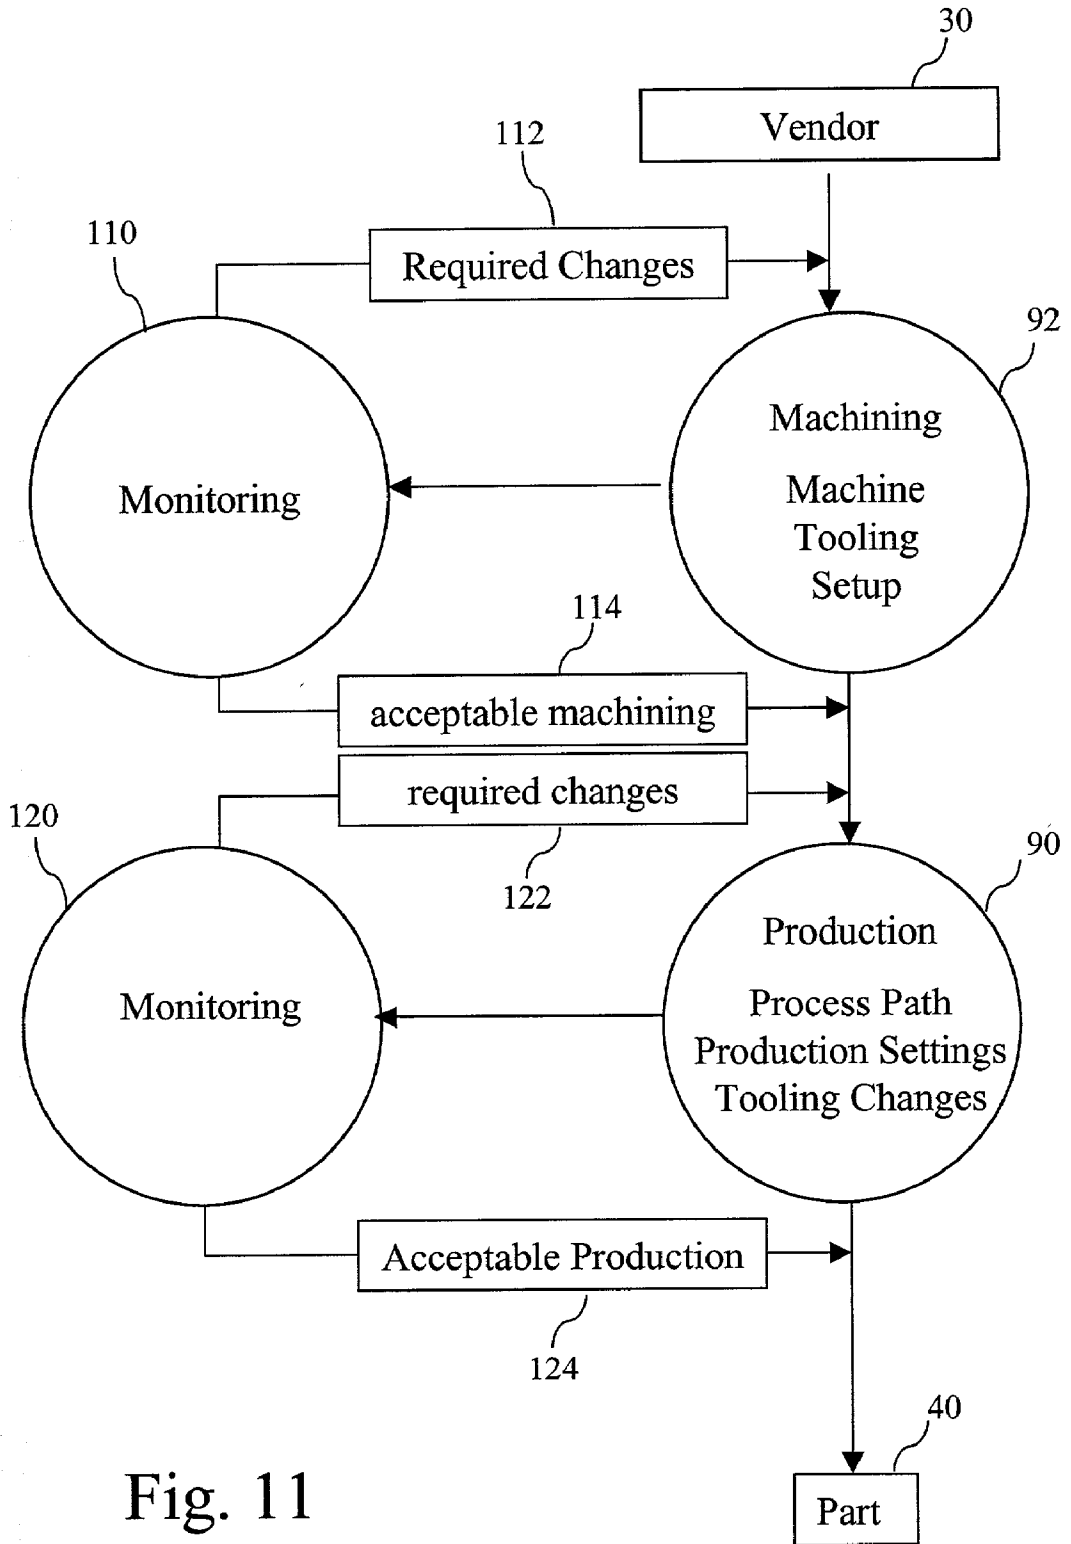 30
Vendor
112
110
Required Changes
92
Machining
Machine
Tooling
Setup
Monitoring
114
acceptable machining
required changes
120
122
90
Production
Process Path
Production Settings
Tooling Changes
Monitoring
Acceptable Production
124
40
Part
Fig. 11